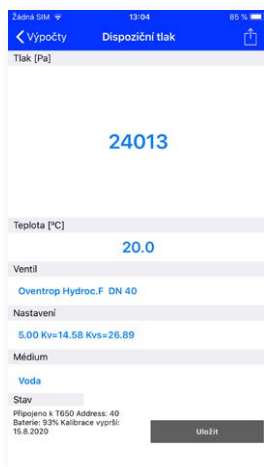 Žádná SIM 13:04 85 %
Výpočty Dispoziční tlak
Tlak [Pa]
24013
Teplota [ºC]
20.0
Ventil
Oventrop Hydroc.F DN 40
Nastavení
5.00 Kv=14.58 Kvs=26.89
Médium
Voda
Stav
Připojeno k T650 Address: 40
Baterie: 93% Kalibrace vyprší:
15.8.2020
Uložit